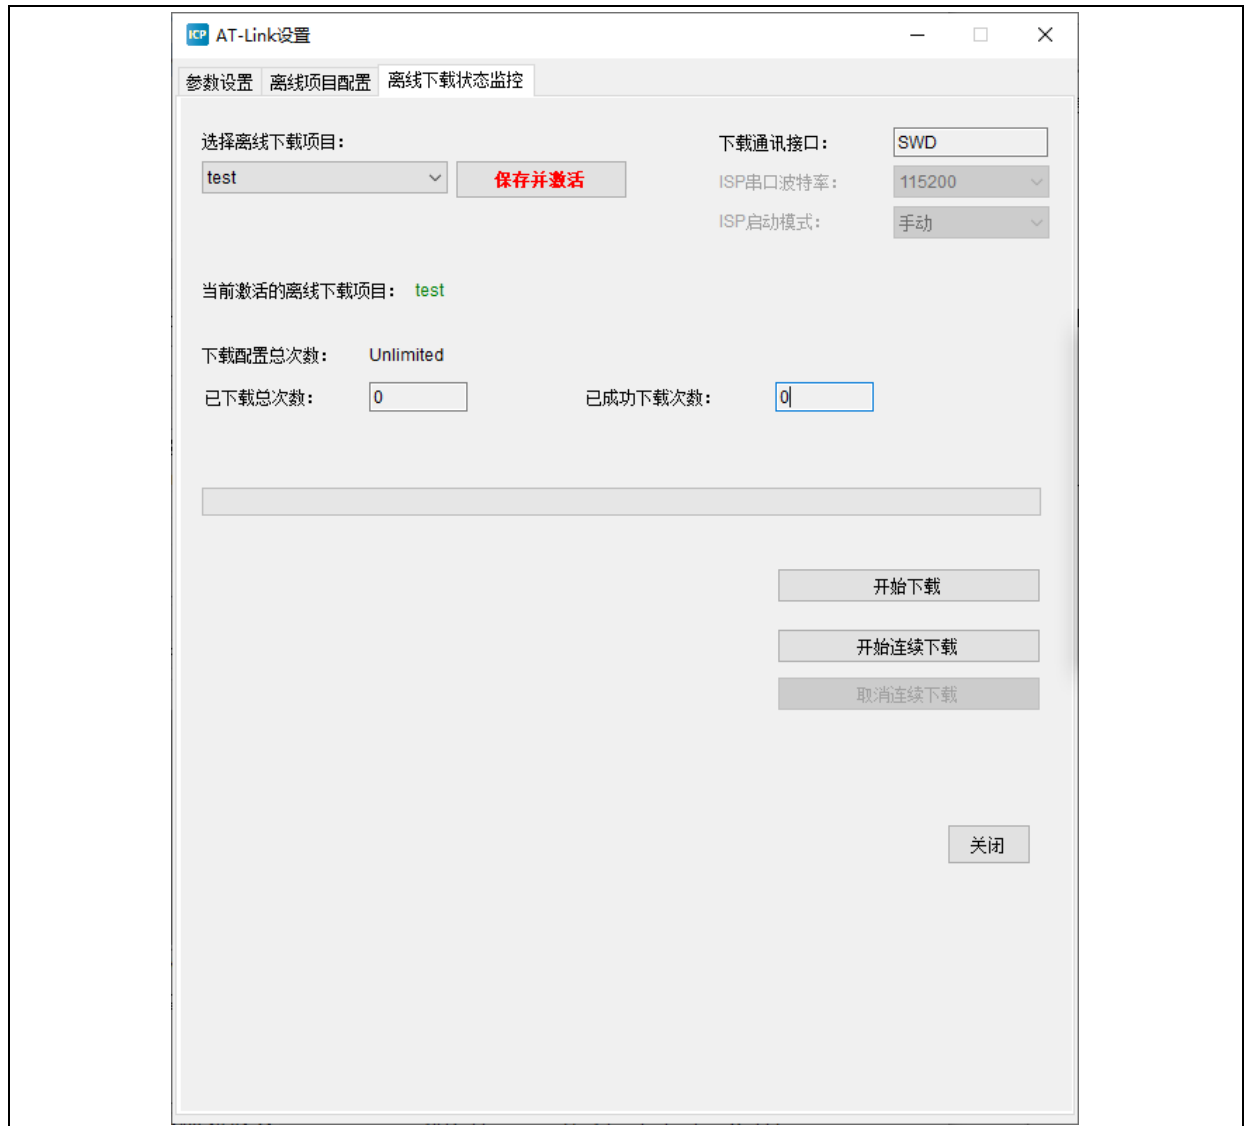 ICP AT-Link设置
参数设置 离线项目配置 离线下载状态监控
选择离线下载项目: 下载通讯接口: SWD
test 保存并激活 ISP串口波特率: 115200
ISP启动模式: 手动
当前激活的离线下载项目: test
下载配置总次数: Unlimited
已下载总次数: 0 已成功下载次数: 0
开始下载
开始连续下载
取消连续下载
关闭